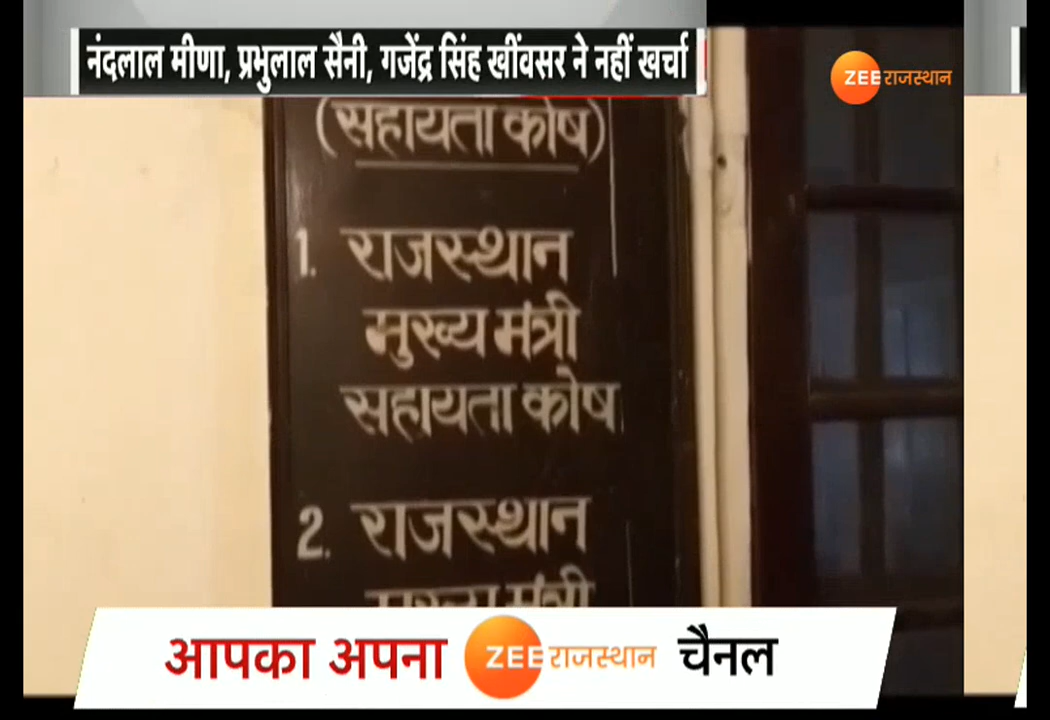 नंदलाल मीणा, प्रभुलाल सैनी, गजेंद्र सिंह खींवसर ने नहीं खर्चा
ZEE राजस्थान
(सहायता कोष)
1. राजस्थान
मुख्य मंत्री
सहायता कोष
2. राजस्थान
मुख्य मंत्री
आपका अपना ZEE राजस्थान चैनल